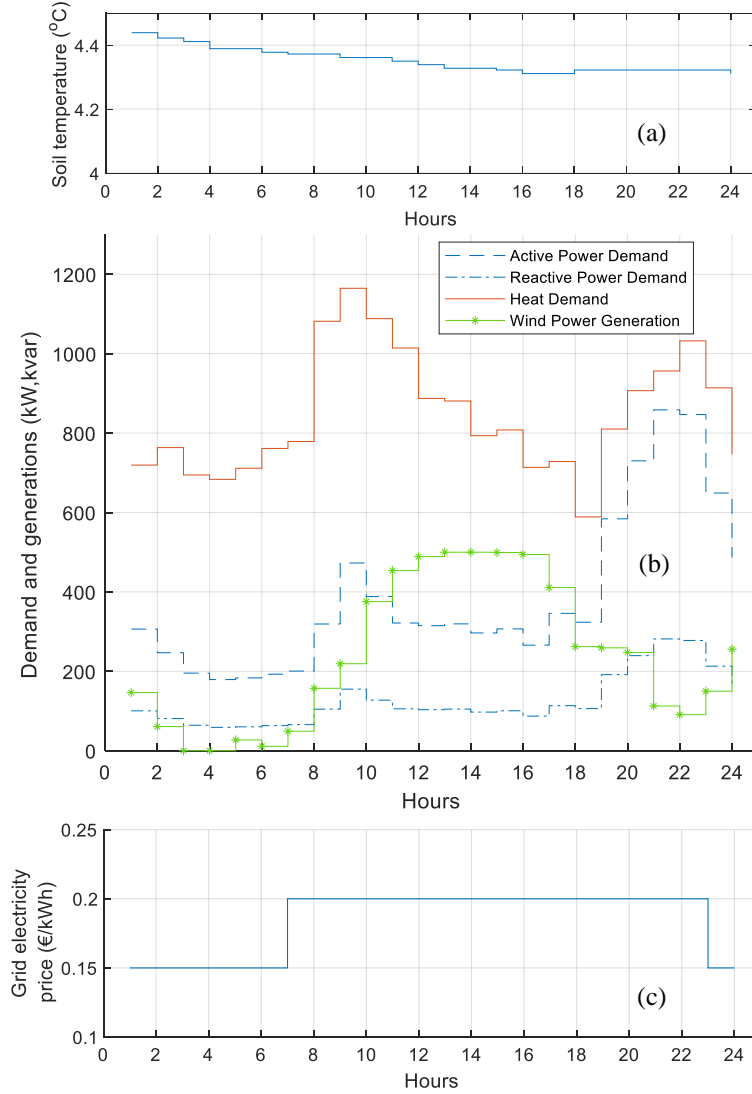 Soil temperature (°C)
4.4
4.2
4
0 2 4 6 8 10 12 14 16 18 20 22 24
Hours
(a)
Demand and generations (kW,kvar)
1200
1000
800
600
400
200
0
0 2 4 6 8 10 12 14 16 18 20 22 24
Hours
Active Power Demand
Reactive Power Demand
Heat Demand
Wind Power Generation
(b)
Grid electricity
price (€/kWh)
0.25
0.2
0.15
0.1
0 2 4 6 8 10 12 14 16 18 20 22 24
Hours
(c)